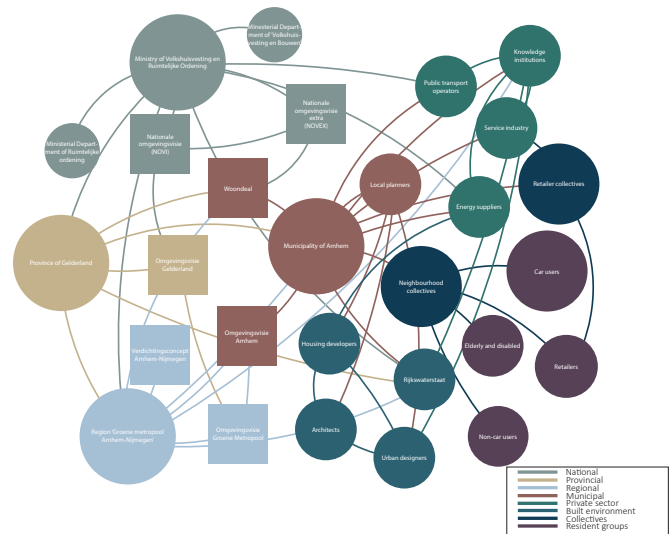 Ministerial Depart-
ment of Volkshuis-
vesting en Bouwen
Ministry of Volkshuisvesting en
Ruimtelijke Ordening
Knowledge
institutions
Public transport
operators
Nationale
omgevingsvisie
extra
(NOVEX)
Service industry
Nationale
omgevingsvisie
(NOVI)
Ministerial Depart-
ment of Ruimtelijke
ordening
Woondeal
Local planners
Retailer collectives
Energy suppliers
Municipality of Arnhem
Province of Gelderland
Omgevingsvisie
Gelderland
Car users
Neighbourhood
collectives
Omgevingsvisie
Arnhem
Housing developers
Elderly and disabled
Verdichtingsconcept
Arnhem-Nijmegen
Retailers
Rijkswaterstaat
Region Groene metropool
Arnhem-Nijmegen
Omgevingsvisie
Groene Metropool
Architects
Non-car users
Urban designers
National
Provincial
Regional
Municipal
Private sector
Built environment
Collectives
Resident groups